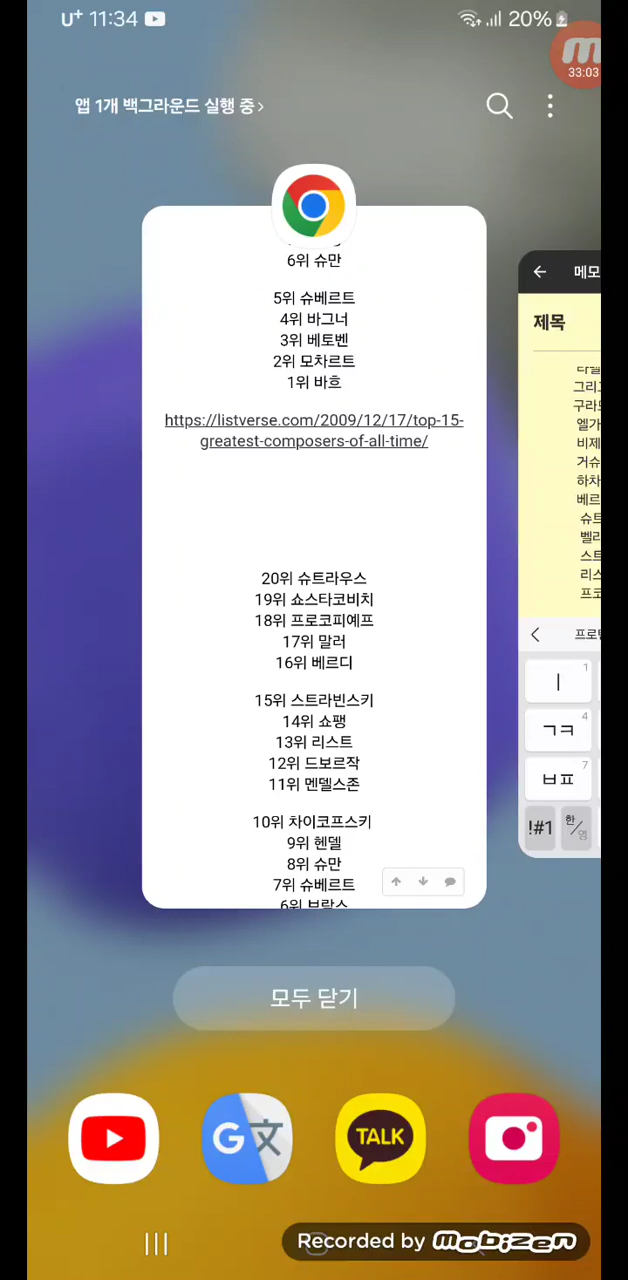 U+ 11:34
20%
33:03
앱 1개 백그라운드 실행 중 >
6위 슈만
5위 슈베르트
4위 바그너
3위 베토벤
2위 모차르트
1위 바흐
https://listverse.com/2009/12/17/top-15-
greatest-composers-of-all-time/
20위 슈트라우스
19위 쇼스타코비치
18위 프로코피예프
17위 말러
16위 베르디
15위 스트라빈스키
14위 쇼팽
13위 리스트
12위 드보르작
11위 멘델스존
10위 차이코프스키
9위 헨델
8위 슈만
7위 슈베르트
6위 브람스
메모
제목
그리
구라
엘가
비제
거슈
하차
베르
슈트
벨리
스트
리스
프로
ㅣ 1
ㄱㅋ 4
ㅂㅍ 7
!#1
한/영
모두 닫기
G 文
TALK
Recorded by mobizen